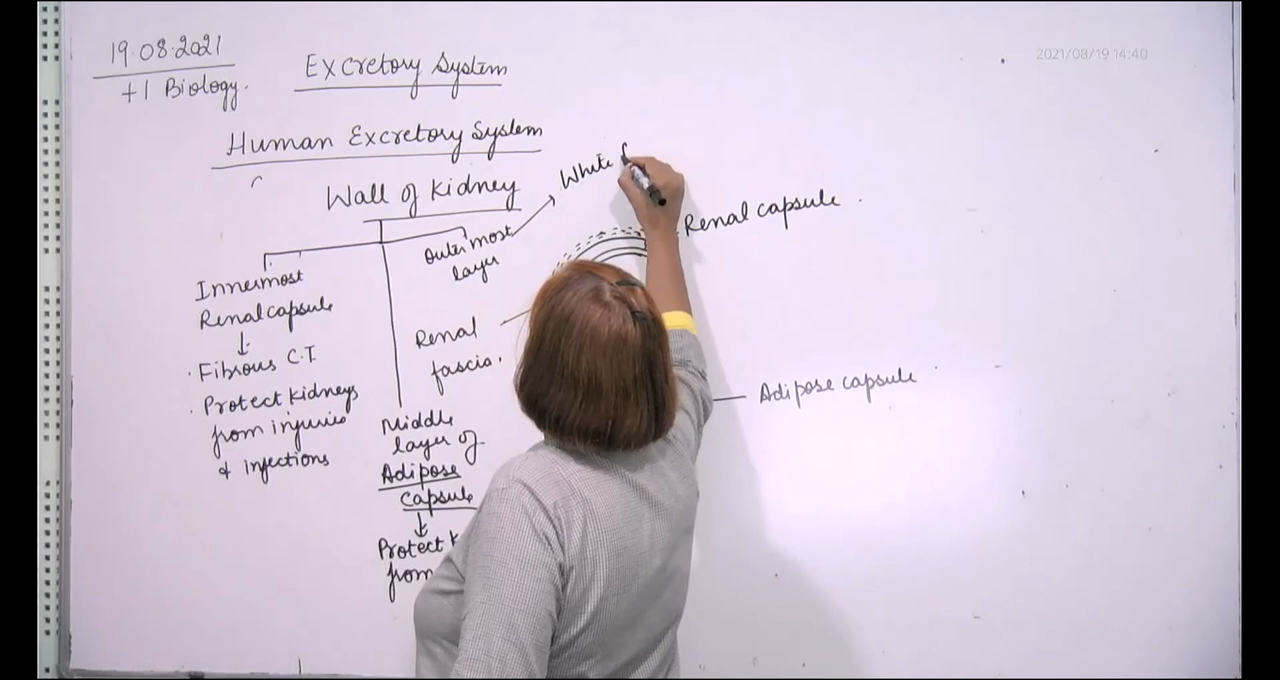 19.08.2021
+1 Biology.
Excretory System
2021/08/19 14:40
Human Excretory System
Wall of Kidney
White
Outermost
layer
Renal capsule
Innermost
Renal capsule
Fibrous C.T
Protect kidneys
from injuries
& infections
Renal
fascia.
Adipose capsule
Middle
layer of
Adipose
Capsule
Protect
from